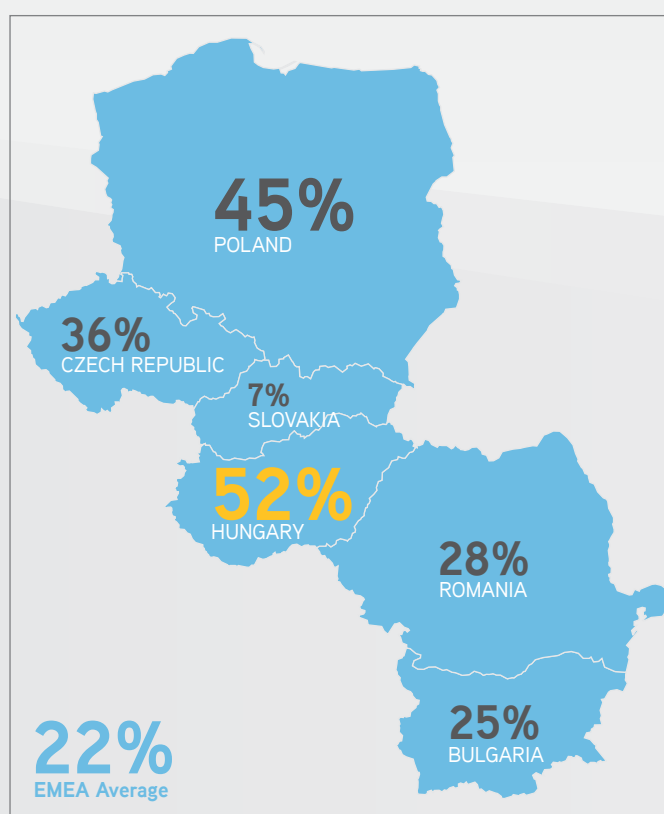 45%
POLAND
36%
CZECH REPUBLIC
7%
SLOVAKIA
52%
HUNGARY
28%
ROMANIA
25%
BULGARIA
22%
EMEA Average